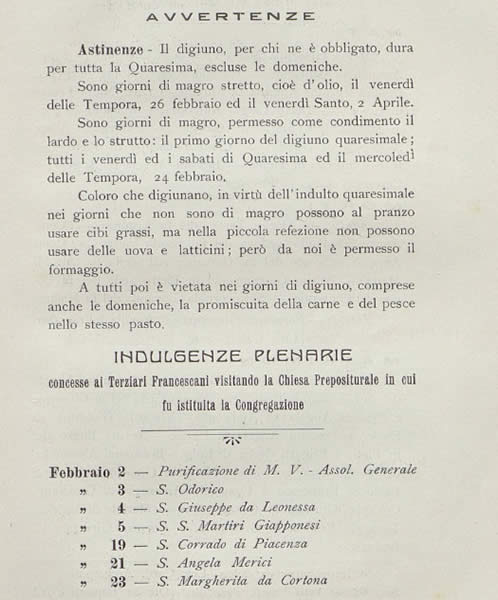 AVVERTENZE
Astinenze - Il digiuno, per chi ne è obbligato, dura
per tutta la Quaresima, escluse le domeniche.
Sono giorni di magro stretto, cioè d'olio, il venerdì
delle Tempora, 26 febbraio ed il venerdì Santo, 2 Aprile.
Sono giorni di magro, permesso come condimento il
lardo e lo strutto: il primo giorno del digiuno quaresimale;
tutti i venerdì ed i sabati di Quaresima ed il mercoledì
delle Tempora, 24 febbraio.
Coloro che digiunano, in virtù dell'indulto quaresimale
nei giorni che non sono di magro possono al pranzo
usare cibi grassi, ma nella piccola refezione non possono
usare delle uova e latticini; però da noi è permesso il
formaggio.
A tutti poi è vietata nei giorni di digiuno, comprese
anche le domeniche, la promiscuita della carne e del pesce
nello stesso pasto.
INDULGENZE PLENARIE
concesse ai Terziari Francescani visitando la Chiesa Prepositurale in cui
fu istituita la Congregazione
Febbraio 2 — Purificazione di M. V. - Assol. Generale
„ 3 — S. Odorico
„ 4 — S. Giuseppe da Leonessa
„ 5 — S. S. Martiri Giapponesi
„ 19 — S. Corrado di Piacenza
„ 21 — S. Angela Merici
„ 23 — S. Margherita da Cortona